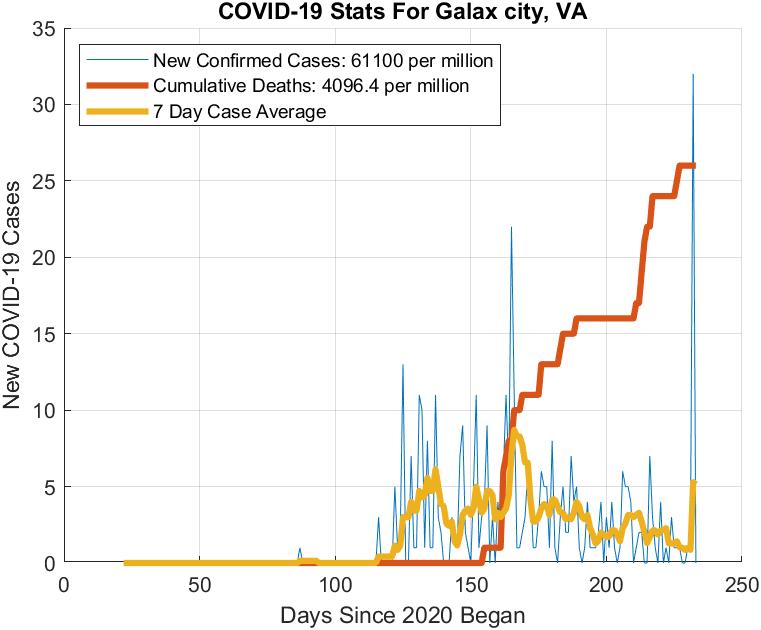 COVID-19 Stats For Galax city, VA
New Confirmed Cases: 61100 per million
Cumulative Deaths: 4096.4 per million
7 Day Case Average
New COVID-19 Cases
35
30
25
20
15
10
5
0
0 50 100 150 200 250
Days Since 2020 Began